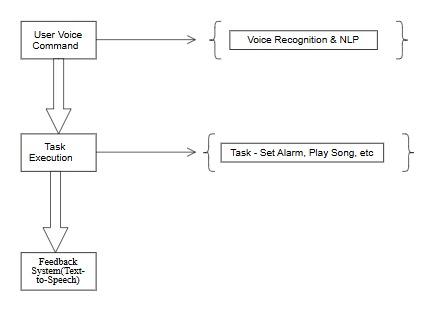 User Voice
Command
Voice Recognition & NLP
Task
Execution
Task - Set Alarm, Play Song, etc
Feedback
System(Text-
to-Speech)